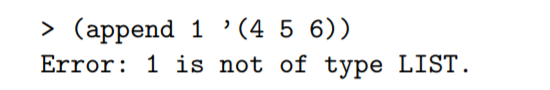 > (append 1 ’(4 5 6))
Error: 1 is not of type LIST.